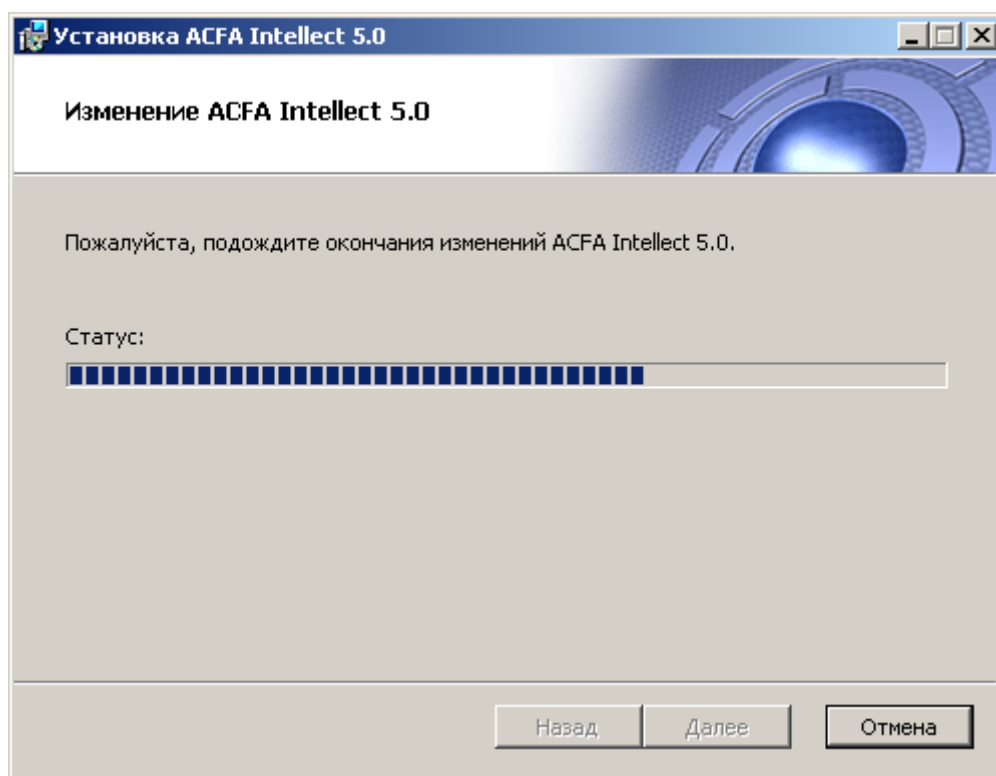 Установка ACFA Intellect 5.0
Изменение ACFA Intellect 5.0
Пожалуйста, подождите окончания изменений ACFA Intellect 5.0.
Статус:
Назад
Далее
Отмена